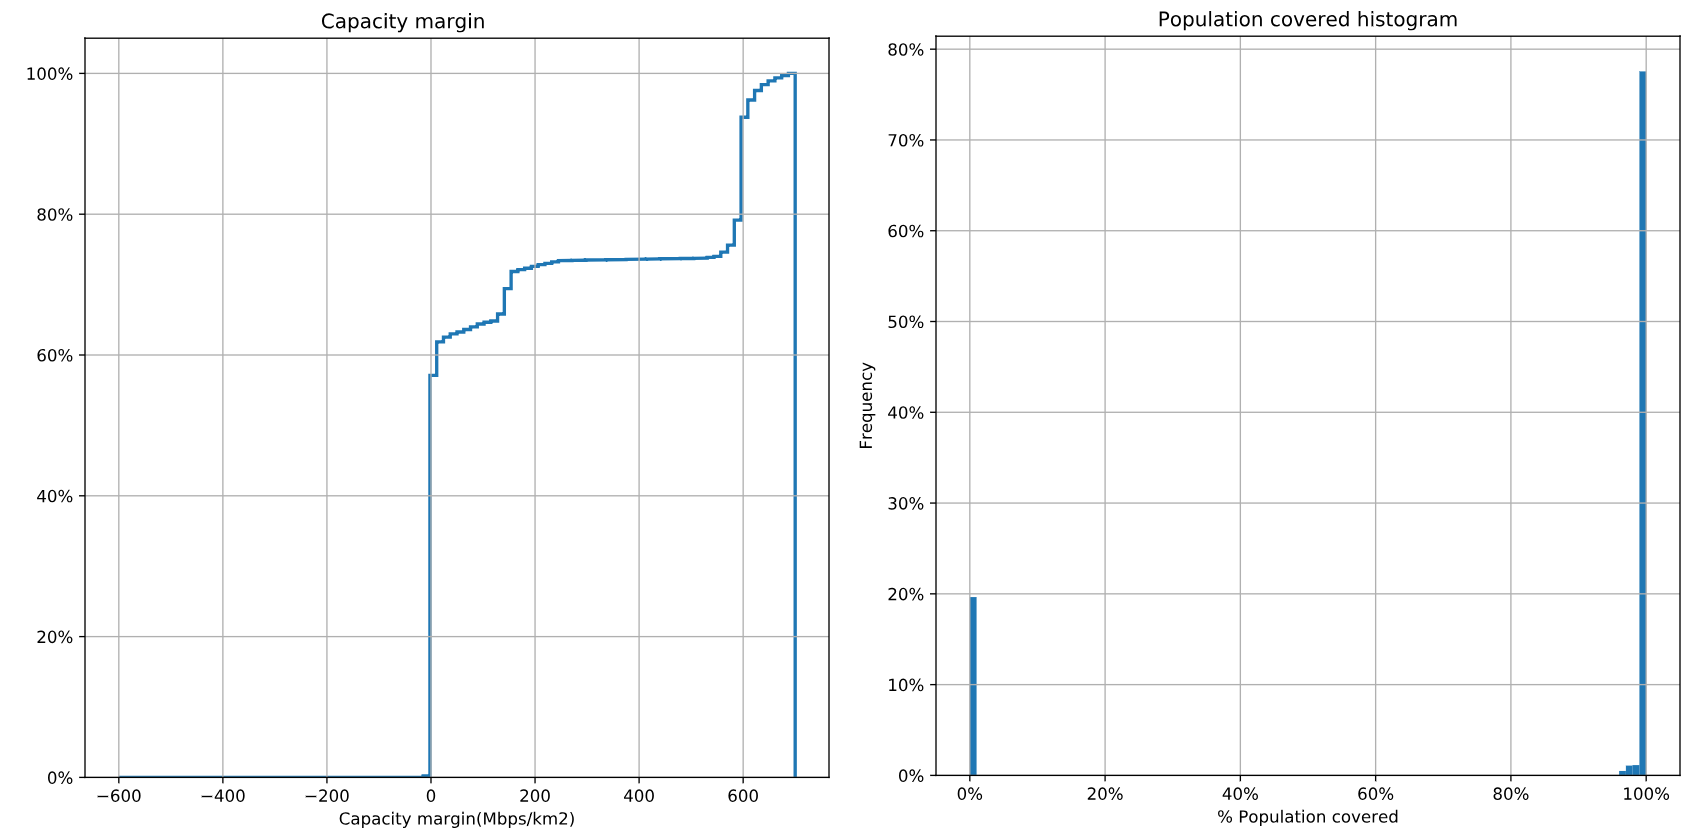 Capacity margin
100%
80%
60%
40%
20%
0%
−600 −400 −200 0 200 400 600
Capacity margin(Mbps/km2)
Population covered histogram
Frequency
80%
70%
60%
50%
40%
30%
20%
10%
0%
0% 20% 40% 60% 80% 100%
% Population covered